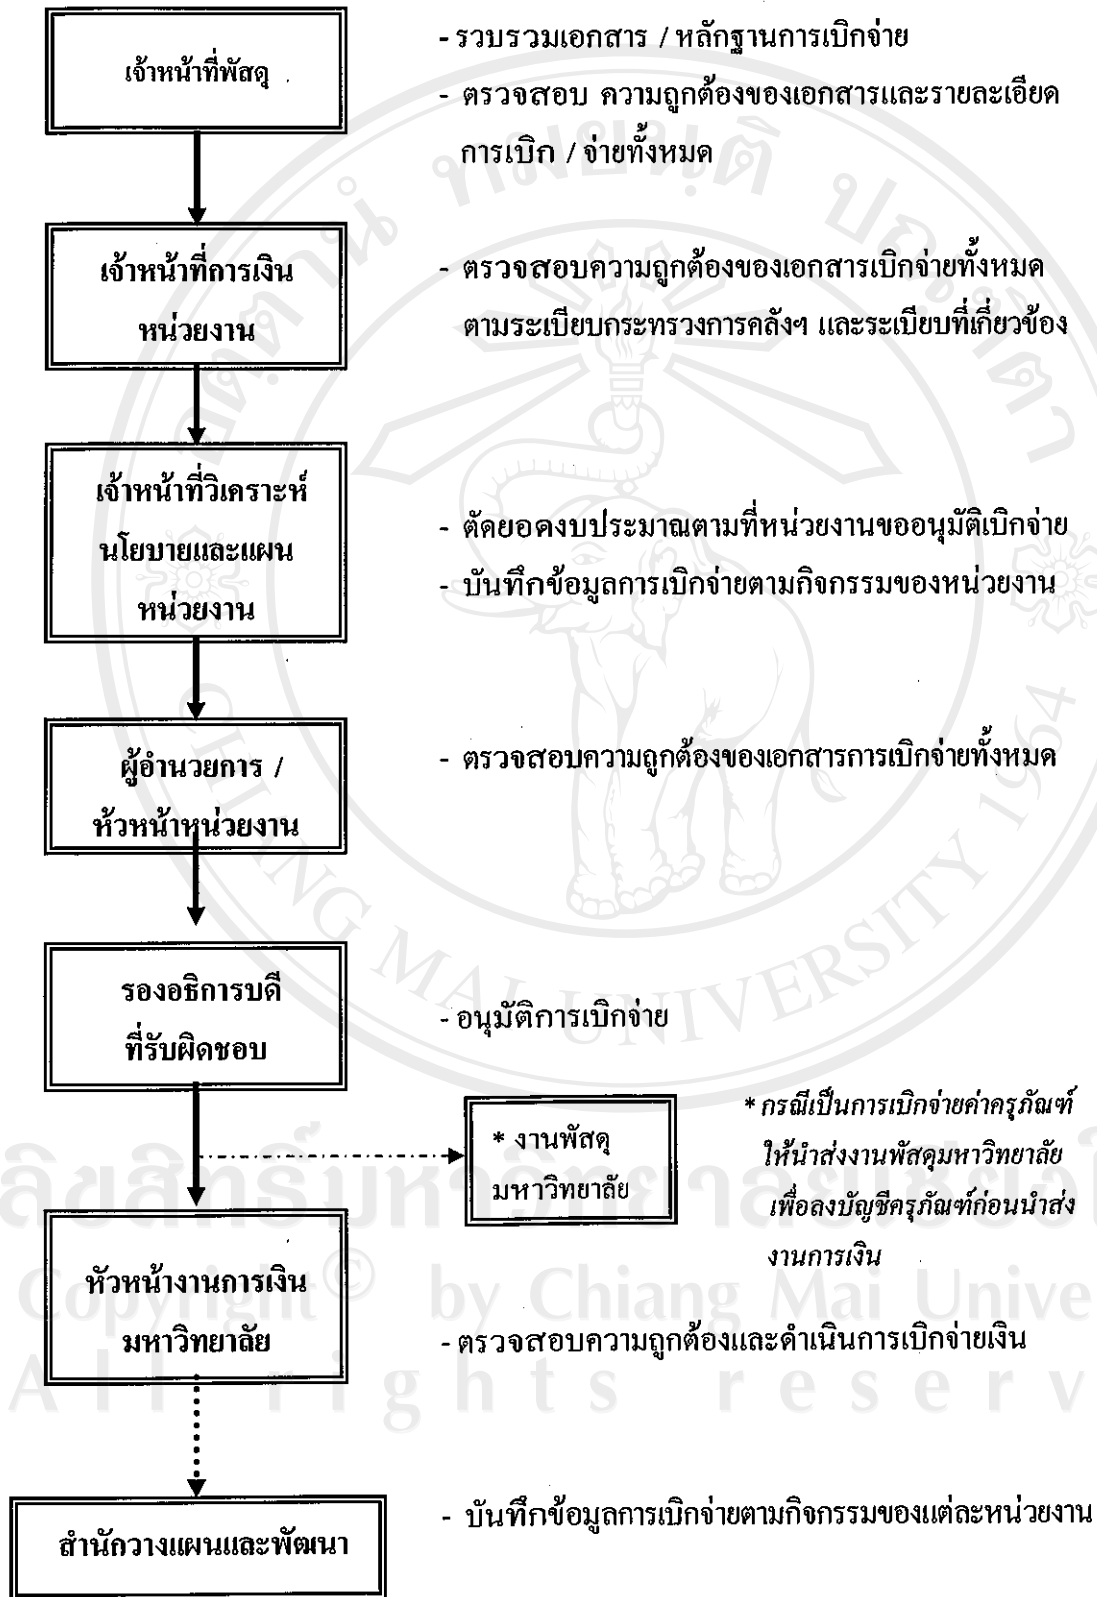 เจ้าหน้าที่พัสดุ
- รวบรวมเอกสาร / หลักฐานการเบิกจ่าย
- ตรวจสอบ ความถูกต้องของเอกสารและรายละเอียด
การเบิก / จ่ายทั้งหมด
เจ้าหน้าที่การเงิน
หน่วยงาน
- ตรวจสอบความถูกต้องของเอกสารเบิกจ่ายทั้งหมด
ตามระเบียบกระทรวงการคลังฯ และระเบียบที่เกี่ยวข้อง
เจ้าหน้าที่วิเคราะห์
นโยบายและแผน
หน่วยงาน
- ตัดยอดงบประมาณตามที่หน่วยงานขออนุมัติเบิกจ่าย
- บันทึกข้อมูลการเบิกจ่ายตามกิจกรรมของหน่วยงาน
ผู้อำนวยการ /
หัวหน้าหน่วยงาน
- ตรวจสอบความถูกต้องของเอกสารการเบิกจ่ายทั้งหมด
รองอธิการบดี
ที่รับผิดชอบ
- อนุมัติการเบิกจ่าย
* งานพัสดุ
มหาวิทยาลัย
* กรณีเป็นการเบิกจ่ายค่าครุภัณฑ์
ให้นำส่งงานพัสดุมหาวิทยาลัย
เพื่อลงบัญชีครุภัณฑ์ก่อนนำส่ง
งานการเงิน
หัวหน้างานการเงิน
มหาวิทยาลัย
- ตรวจสอบความถูกต้องและดำเนินการเบิกจ่ายเงิน
สำนักวางแผนและพัฒนา
- บันทึกข้อมูลการเบิกจ่ายตามกิจกรรมของแต่ละหน่วยงาน
CHIANG MAI UNIVERSITY 1964
Copyright © by Chiang Mai Unive
All rights reserv